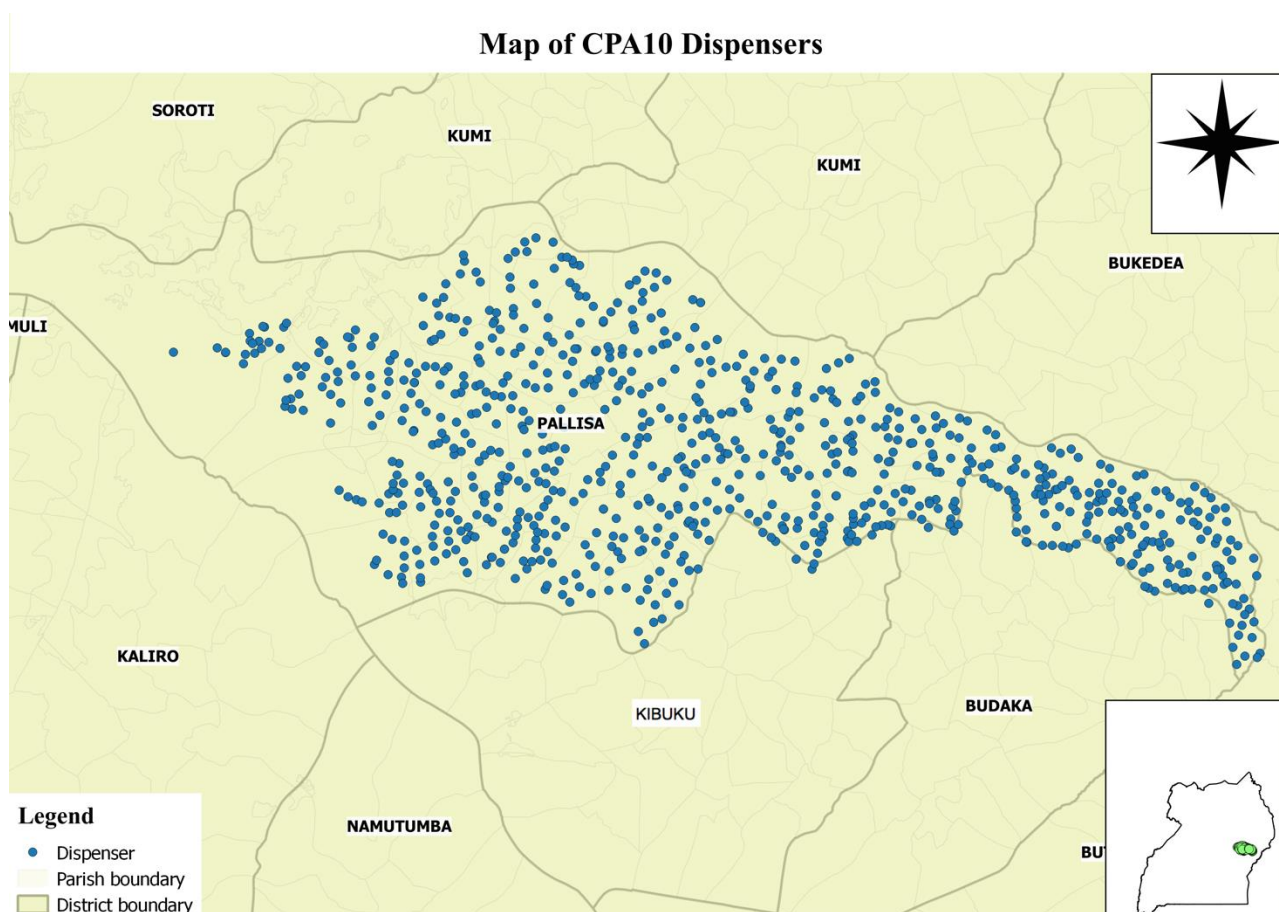 Map of CPA10 Dispensers
SOROTI
KUMI
KUMI
BUKEDEA
MULI
PALLISA
KALIRO
KIBUKU
BUDAKA
NAMUTUMBA
BUT
Legend
Dispenser
Parish boundary
District boundary